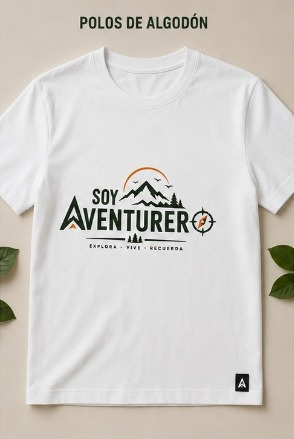 POLOS DE ALGODÓN
SOY
AVENTURERO
EXPLORA • VIVE • RECUERDA
A